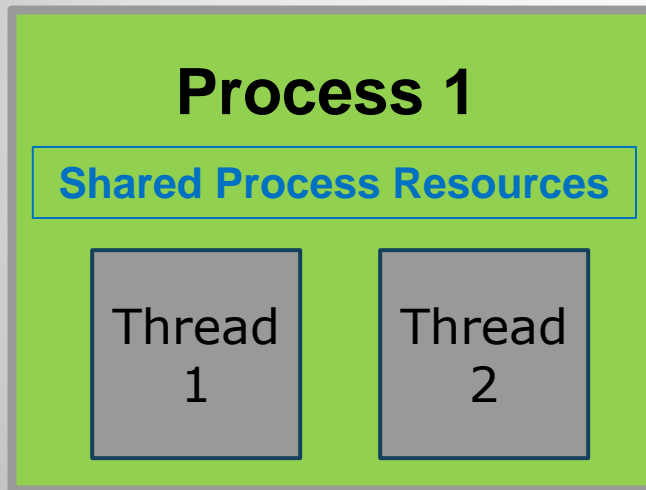 Process 1
Shared Process Resources
Thread
1
Thread
2